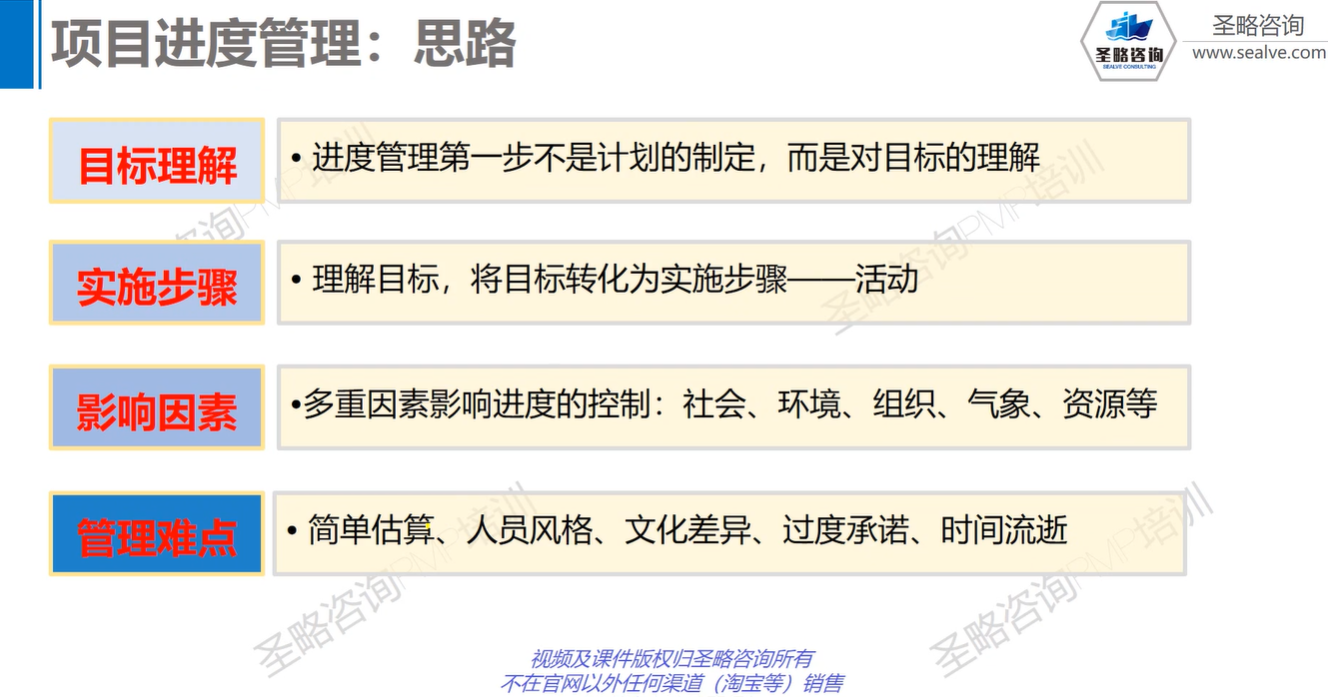 项目进度管理：思路
圣略咨询
www.sealve.com
圣略咨询
SEALVE CONSULTING
目标理解
• 进度管理第一步不是计划的制定，而是对目标的理解
实施步骤
• 理解目标，将目标转化为实施步骤——活动
影响因素
•多重因素影响进度的控制：社会、环境、组织、气象、资源等
管理难点
• 简单估算、人员风格、文化差异、过度承诺、时间流逝
圣略咨询PMP培训
圣略咨询PMP培训
圣略咨询PMP培训
圣略咨询PMP培训
视频及课件版权归圣略咨询所有
不在官网以外任何渠道（淘宝等）销售